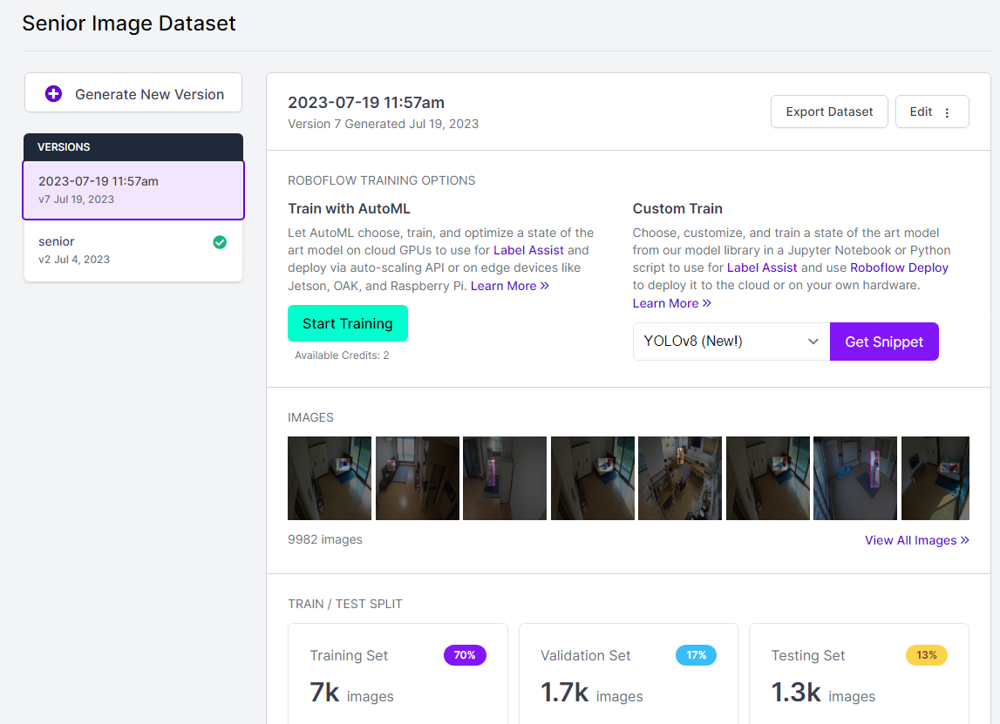 Senior Image Dataset
Generate New Version
VERSIONS
2023-07-19 11:57am
v7 Jul 19, 2023
senior
v2 Jul 4, 2023
2023-07-19 11:57am
Version 7 Generated Jul 19, 2023
Export Dataset
Edit
ROBOFLOW TRAINING OPTIONS
Train with AutoML
Let AutoML choose, train, and optimize a state of the
art model on cloud GPUs to use for Label Assist and
deploy via auto-scaling API or on edge devices like
Jetson, OAK, and Raspberry Pi. Learn More »
Start Training
Available Credits: 2
Custom Train
Choose, customize, and train a state of the art model
from our model library in a Jupyter Notebook or Python
script to use for Label Assist and use Roboflow Deploy
to deploy it to the cloud or on your own hardware.
Learn More »
YOLOv8 (New!)
Get Snippet
IMAGES
9982 images
View All Images »
TRAIN / TEST SPLIT
Training Set
70%
7k images
Validation Set
17%
1.7k images
Testing Set
13%
1.3k images